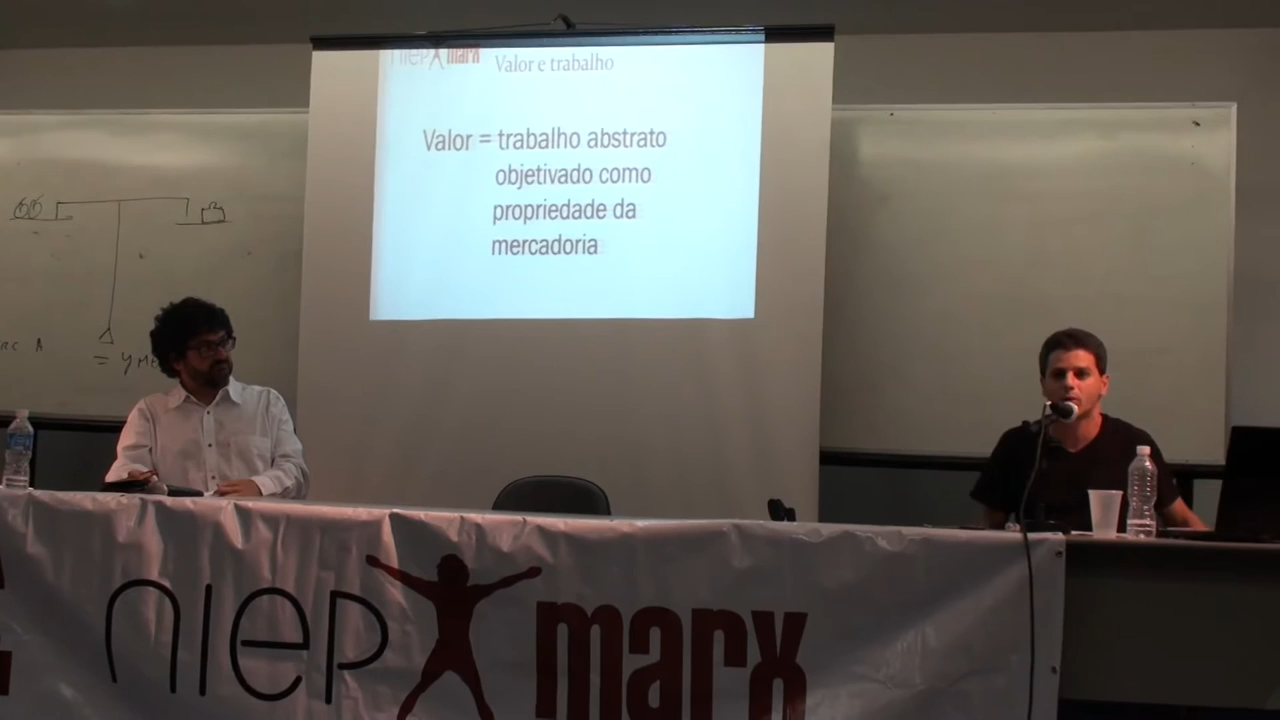 niep marx
Valor e trabalho
Valor = trabalho abstrato
objetivado como
propriedade da
mercadoria
= y
niep marx